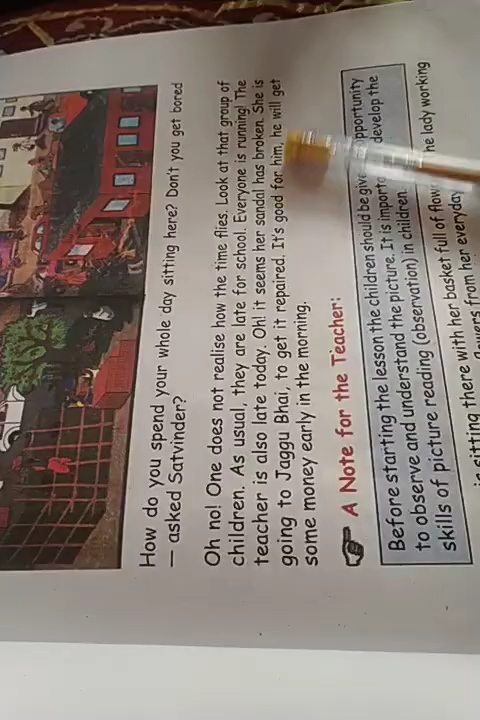 How do you spend your whole day sitting here? Don't you get bored
— asked Satvinder?
Oh no! One does not realise how the time flies. Look at that group of
children. As usual, they are late for school. Everyone is running! The
teacher is also late today. Oh! it seems her sandal has broken. She is
going to Jaggu Bhai, to get it repaired. It's good for him, he will get
some money early in the morning.
A Note for the Teacher:
Before starting the lesson the children should be opportunity
to observe and understand the picture. It is develop the
skills of picture reading (observation) in children.
sitting there with her basket full of lady working
from her everyday